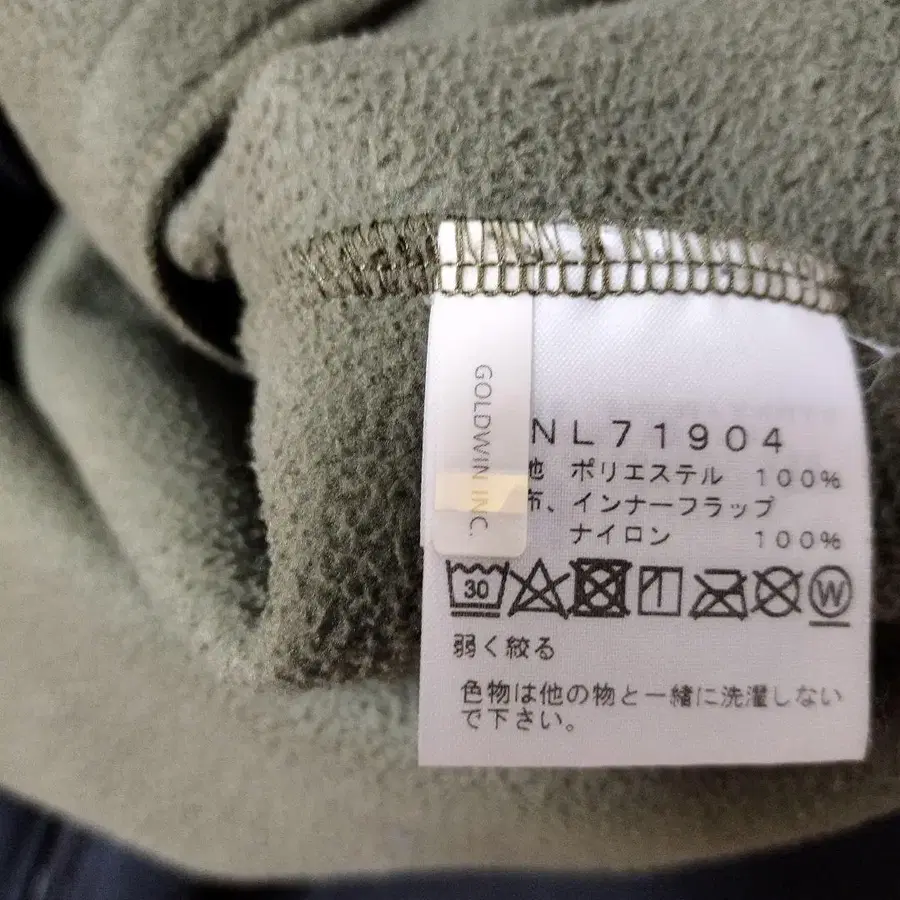 GOLDWIN INC.
NL71904
地 ポリエステル 100%
布、インナーフラップ
ナイロン 100%
30
W
弱く絞る
色物は他の物と一緒に洗濯しない
で下さい。